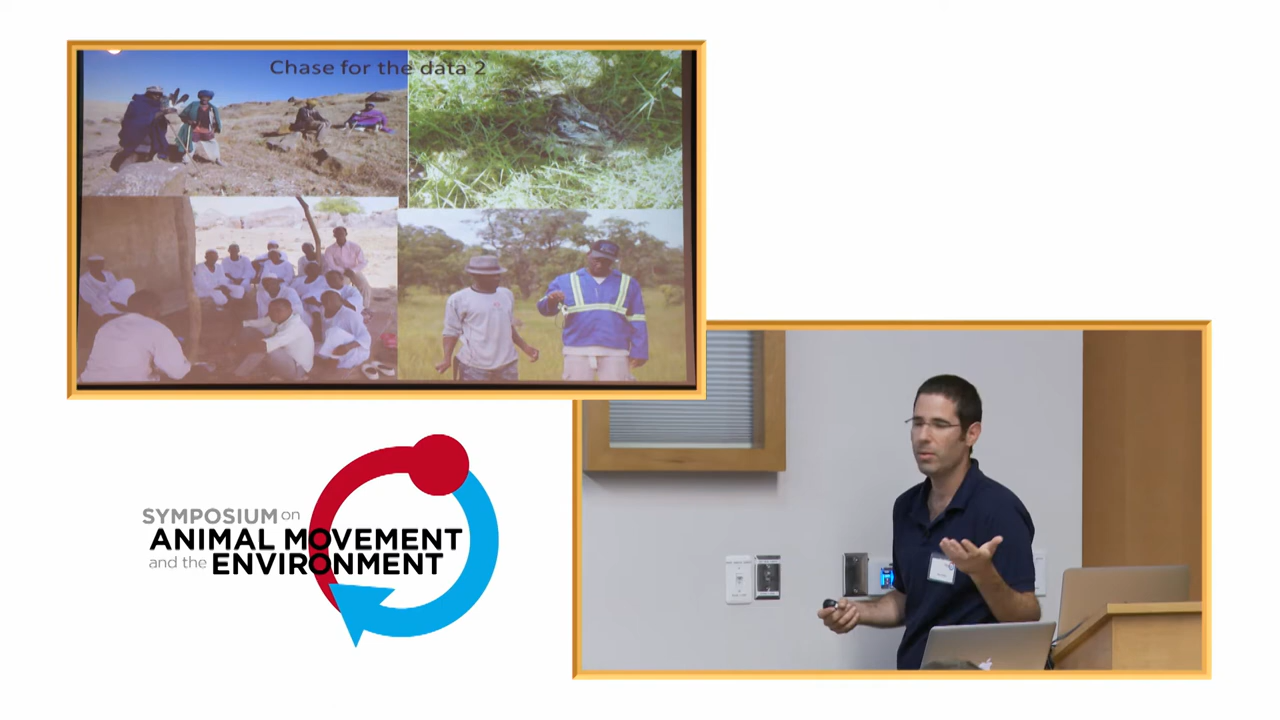 Chase for the data 2
SYMPOSIUM on
ANIMAL MOVEMENT
and the ENVIRONMENT